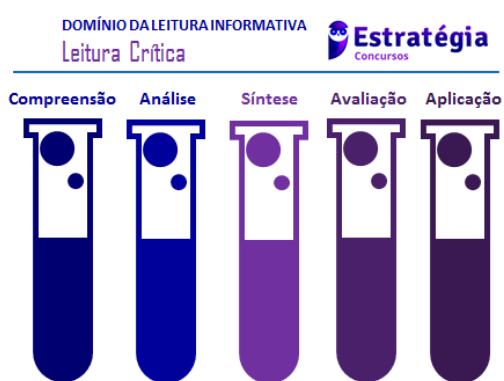 DOMÍNIO DA LEITURA INFORMATIVA
Leitura Crítica
Estratégia
Concursos
Compreensão Análise Síntese Avaliação Aplicação